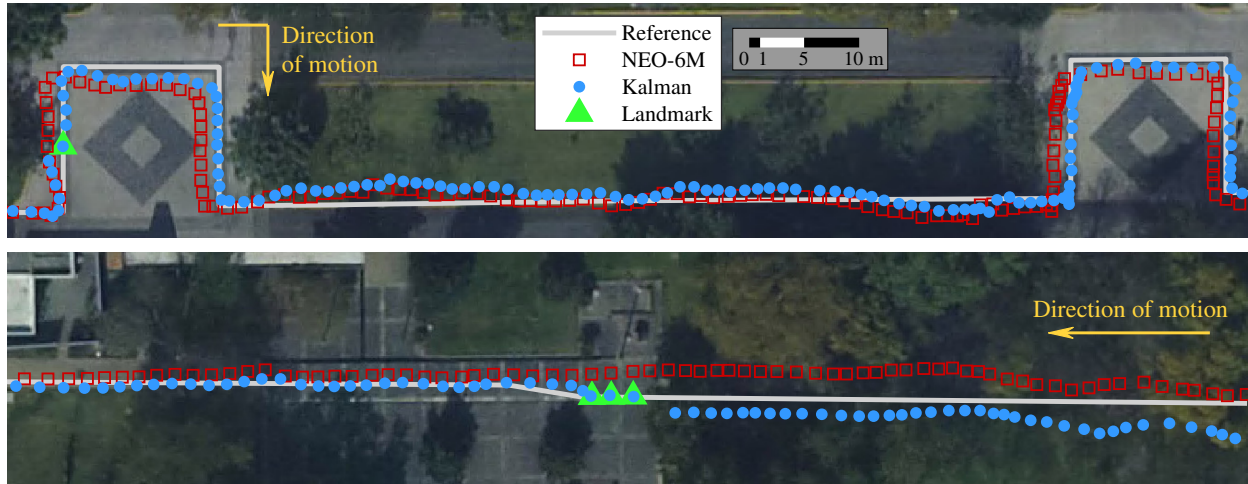 Direction
of motion
Reference
NEO-6M
Kalman
Landmark
0 1 5 10 m
Direction of motion